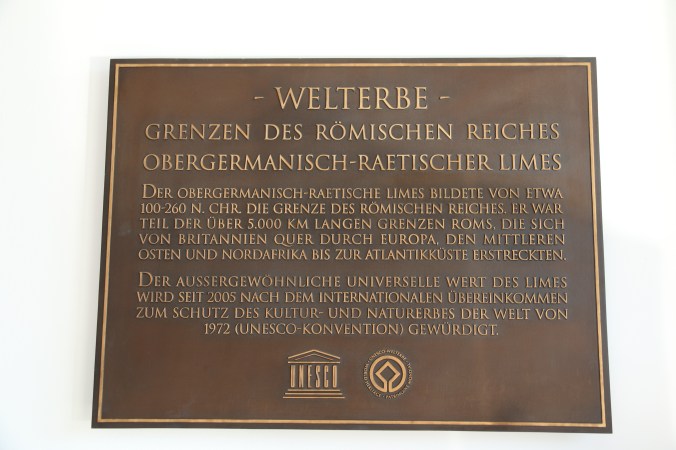 - WELTERBE -
GRENZEN DES RÖMISCHEN REICHES
OBERGERMANISCH-RAETISCHER LIMES
DER OBERGERMANISCH-RAETISCHE LIMES BILDETE VON ETWA
100-260 N. CHR. DIE GRENZE DES RÖMISCHEN REICHES. ER WAR
TEIL DER ÜBER 5.000 KM LANGEN GRENZEN ROMS, DIE SICH
VON BRITANNIEN QUER DURCH EUROPA, DEN MITTLEREN
OSTEN UND NORDAFRIKA BIS ZUR ATLANTIKKÜSTE ERSTRECKTEN.
DER AUSSERGEWÖHNLICHE UNIVERSELLE WERT DES LIMES
WIRD SEIT 2005 NACH DEM INTERNATIONALEN ÜBEREINKOMMEN
ZUM SCHUTZ DES KULTUR- UND NATURERBES DER WELT VON
1972 (UNESCO-KONVENTION) GEWÜRDIGT.
UNESCO